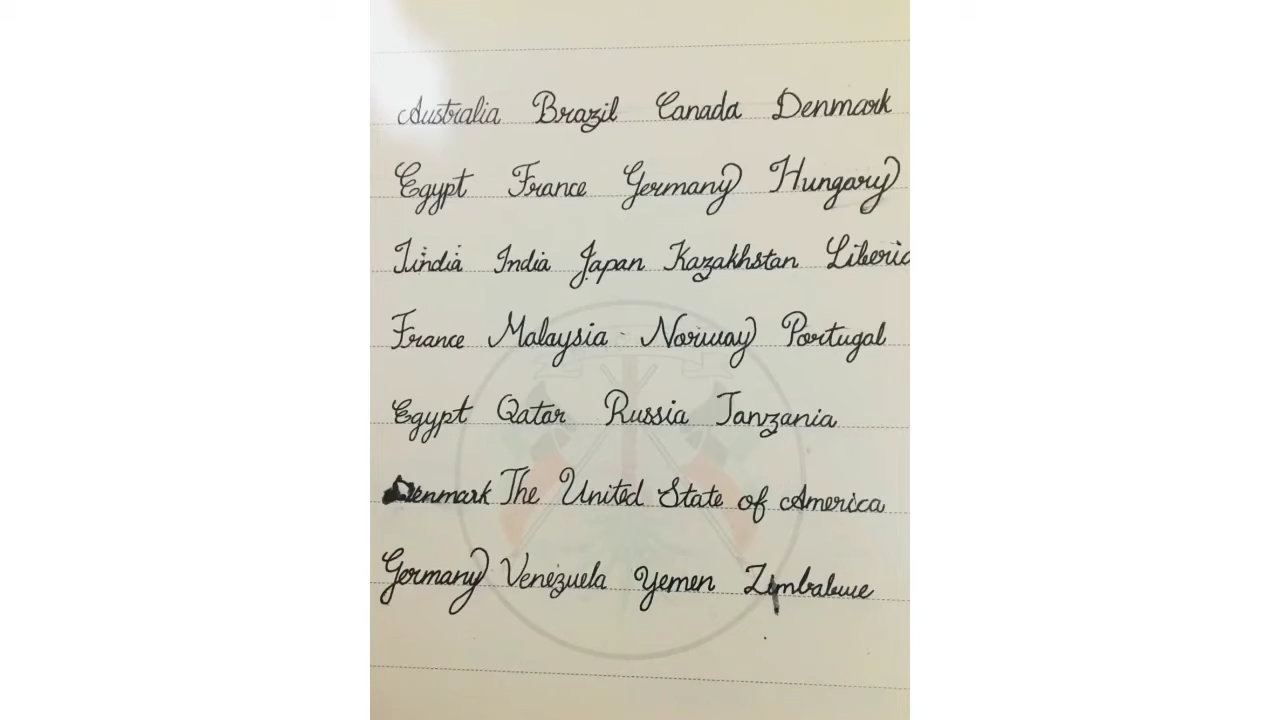 Australia Brazil Canada Denmark
Egypt France Germany Hungary
Iindia India Japan Kazakhstan Liberia
France Malaysia Norway Portugal
Egypt Qatar Russia Tanzania
Denmark The United State of America
Germany Venezuela Yemen Zimbabwe